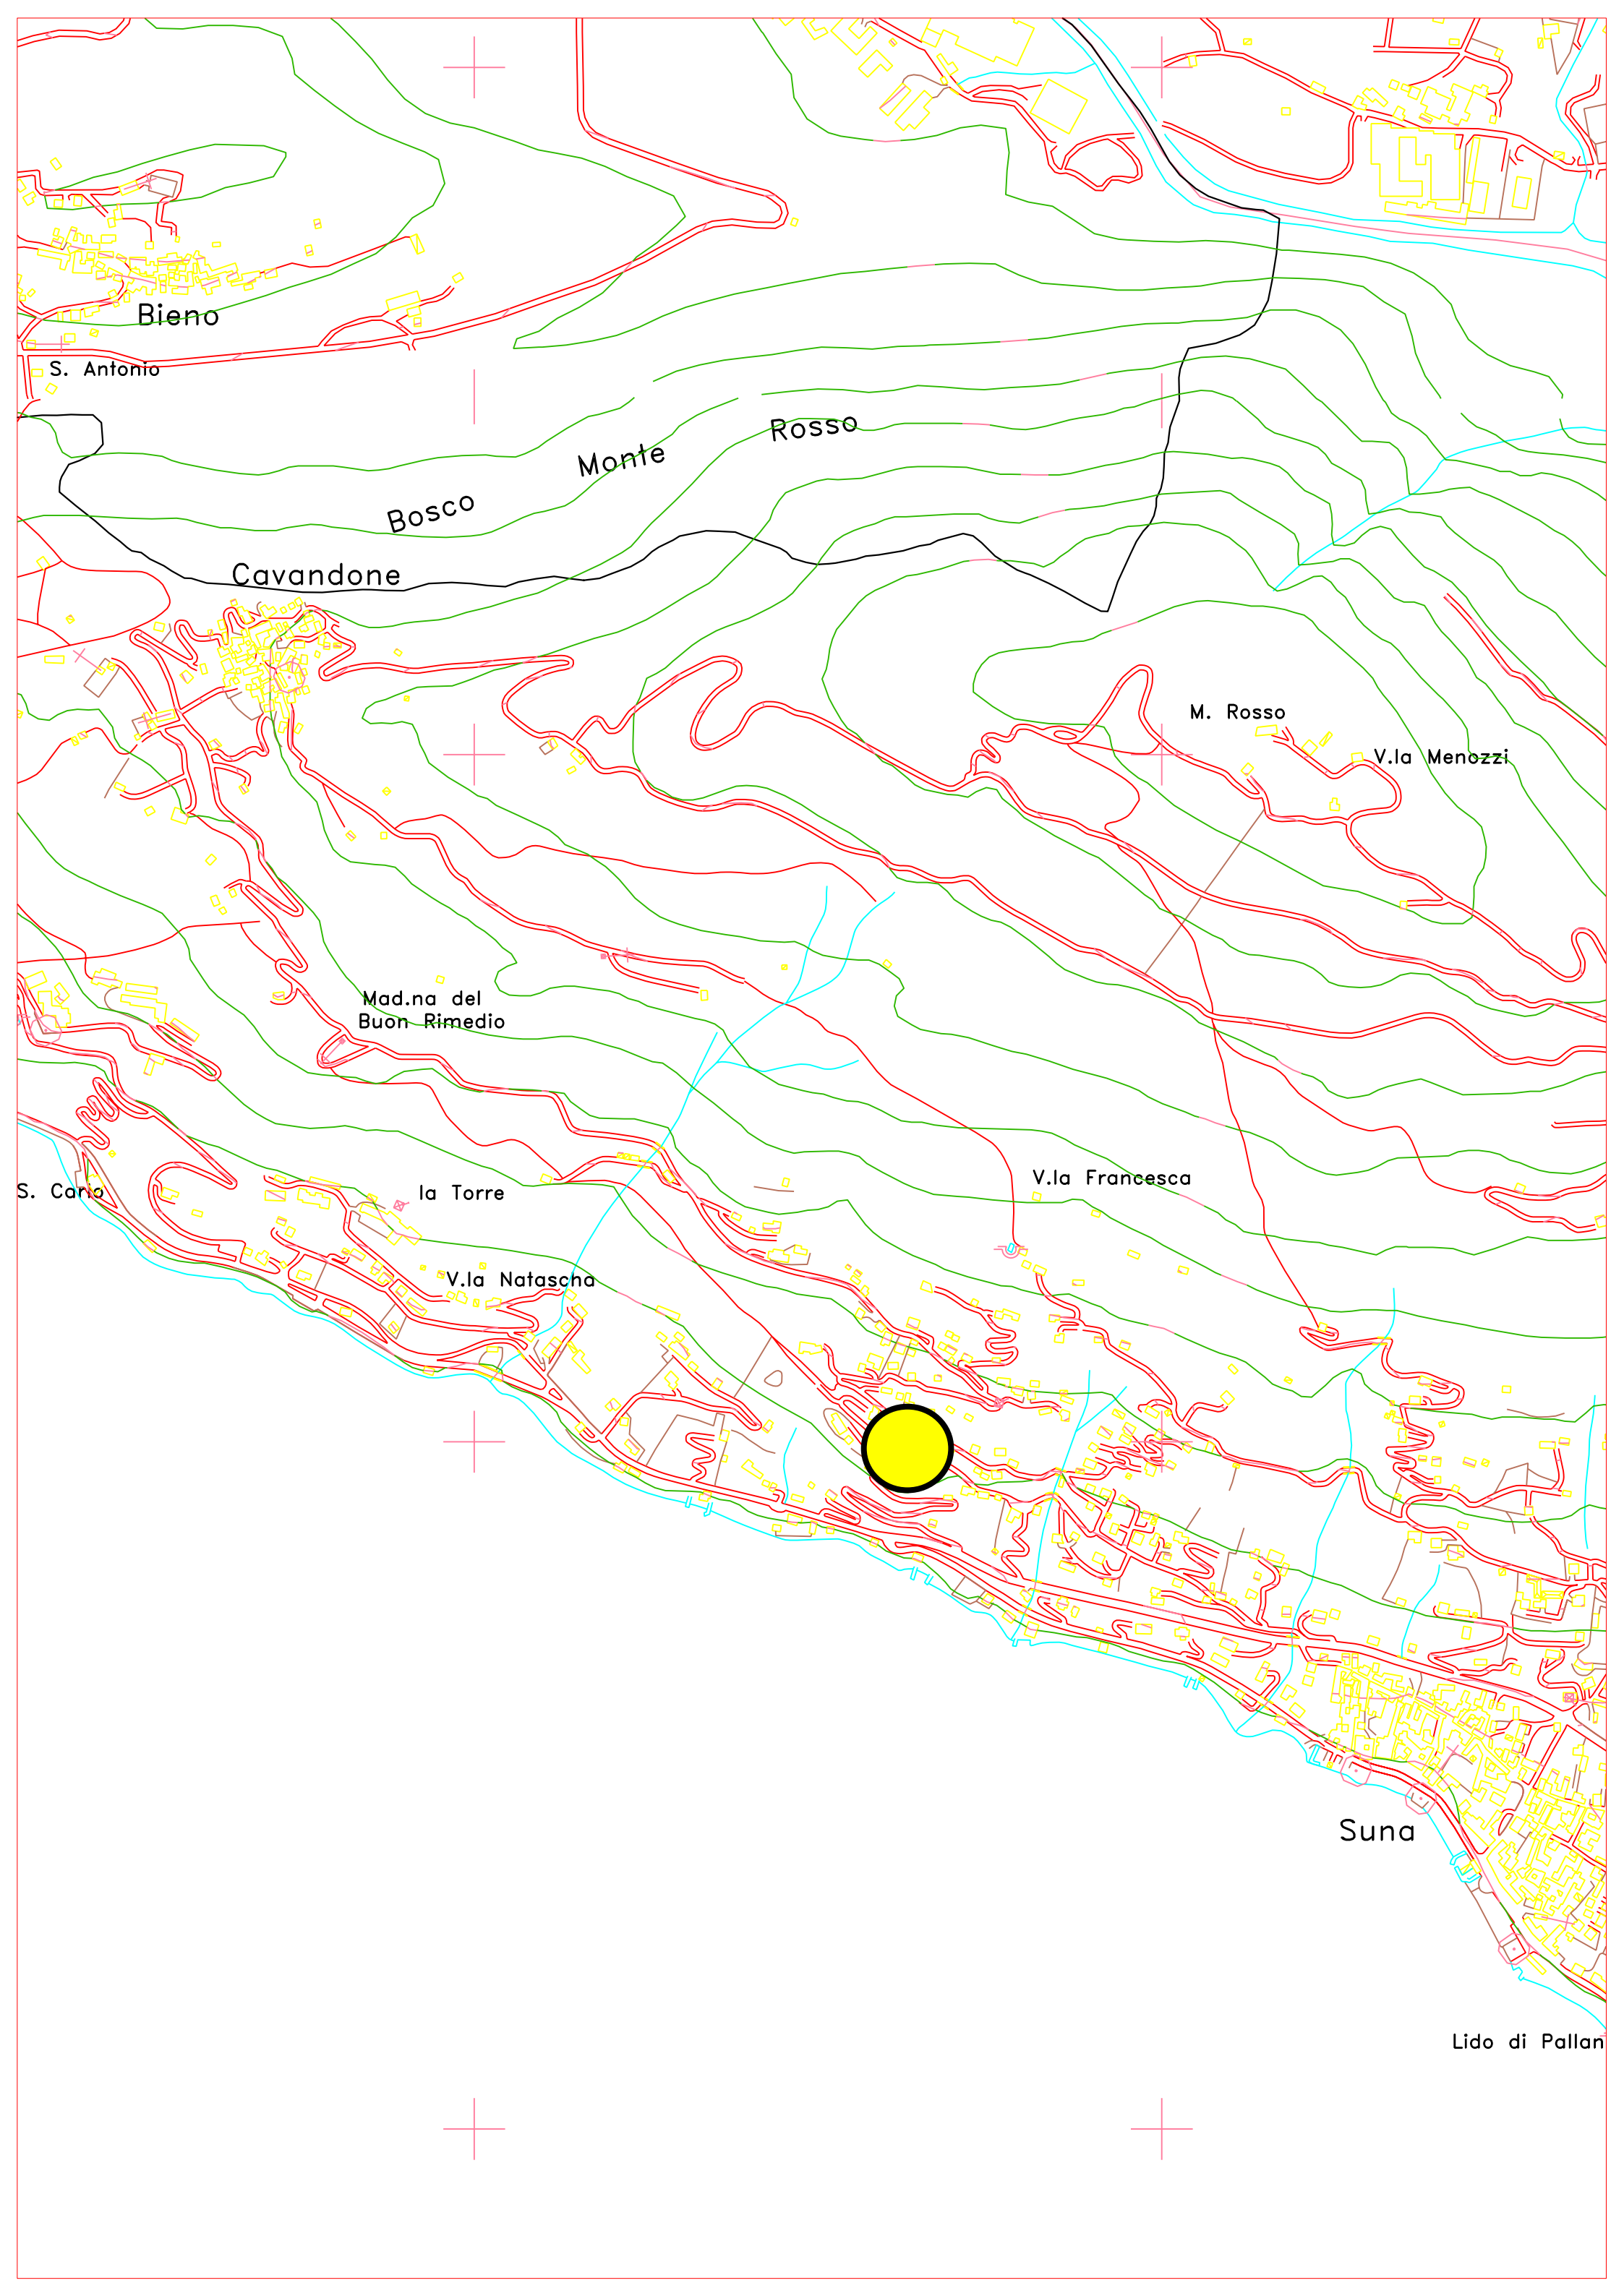 Bieno
S. Antonio
Bosco Monte Rosso
Cavandone
M. Rosso
V.la Menozzi
Mad.na del
Buon Rimedio
V.la Francesca
S. Carlo
la Torre
V.la Natascha
Suna
Lido di Pallan